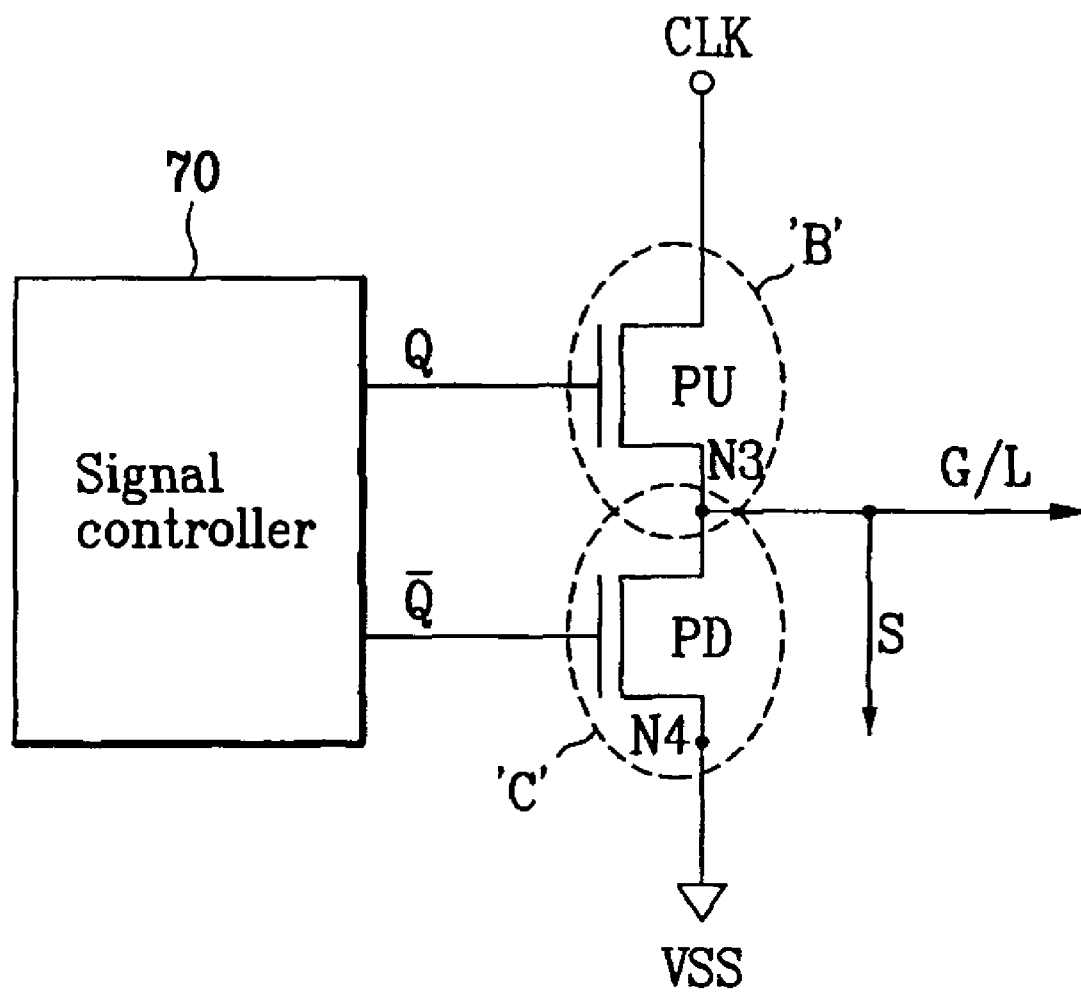 CLK
70
'B'
Q
PU
N3
G/L
Signal
controller
Q̄
PD
S
N4
'C'
VSS